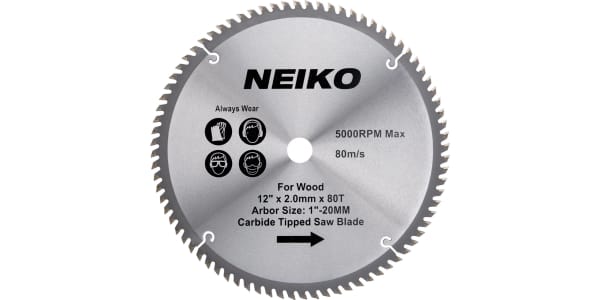 NEIKO
Always Wear
5000RPM Max
80m/s
For Wood
12" x 2.0mm x 80T
Arbor Size: 1"-20MM
Carbide Tipped Saw Blade